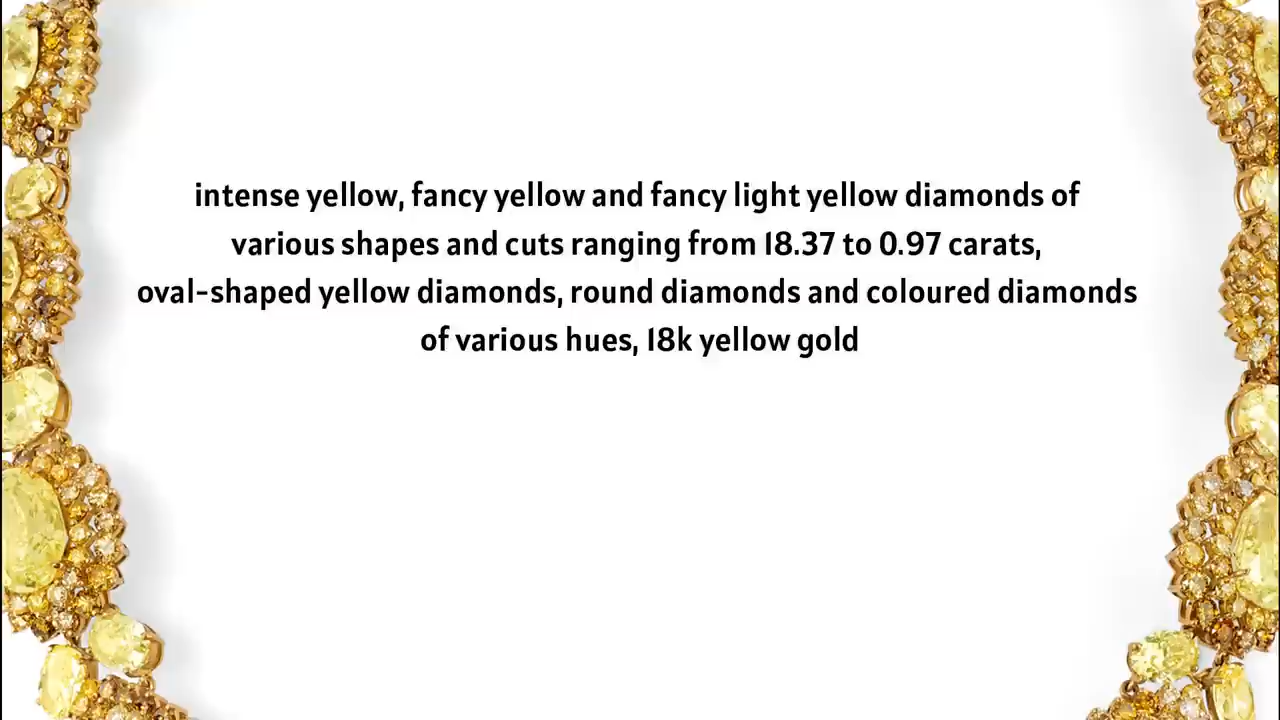 intense yellow, fancy yellow and fancy light yellow diamonds of
various shapes and cuts ranging from 18.37 to 0.97 carats,
oval-shaped yellow diamonds, round diamonds and coloured diamonds
of various hues, 18k yellow gold